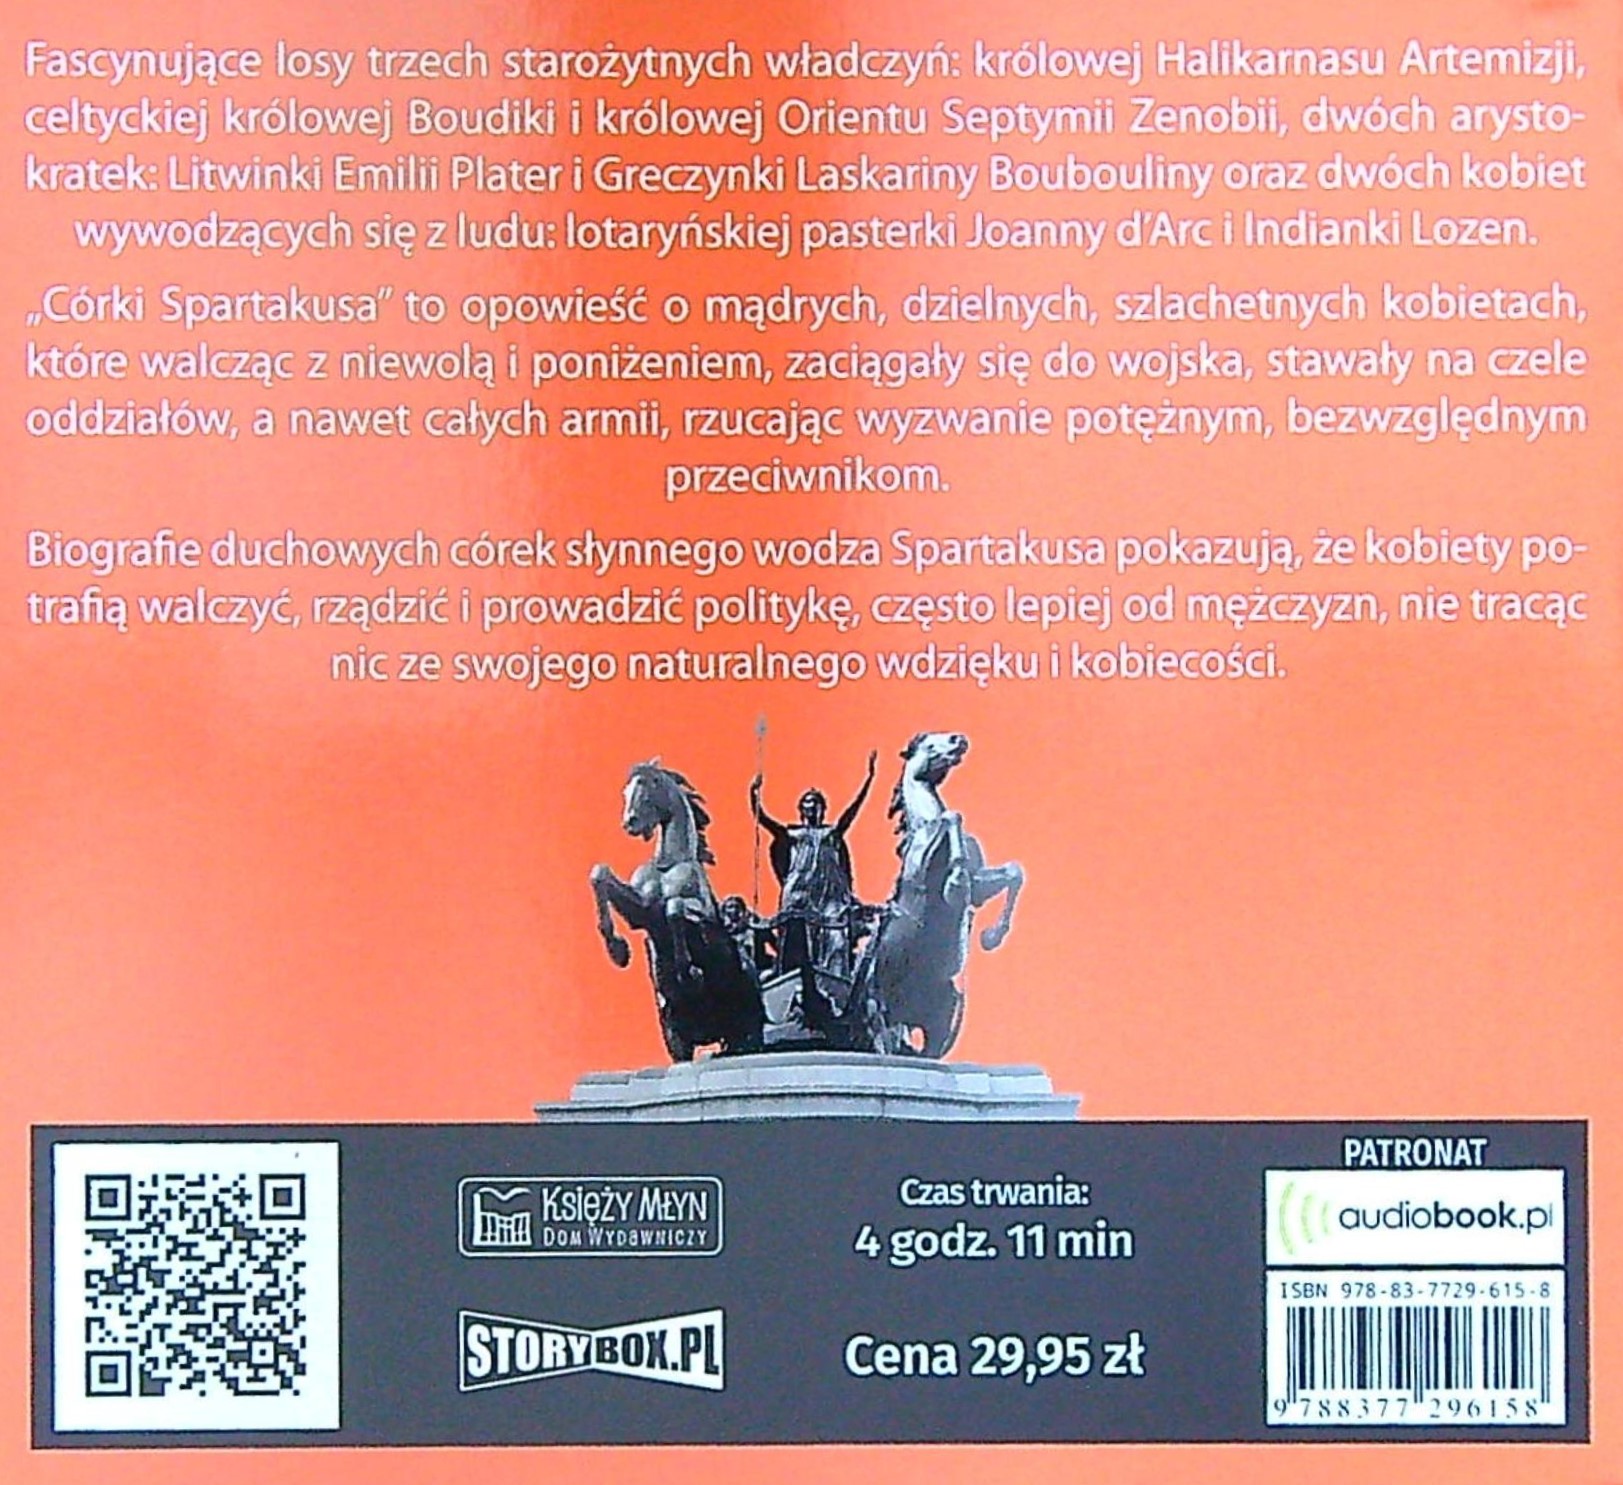 Fascynujące losy trzech starożytnych władczyń: królowej Halikarnasu Artemizji,
celtyckiej królowej Boudiki i królowej Orientu Septymii Zenobii, dwóch arysto-
kratek: Litwinki Emilii Plater i Greczynki Laskariny Boubouliny oraz dwóch kobiet
wywodzących się z ludu: lotaryńskiej pasterki Joanny d'Arc i Indianki Lozen.
„Córki Spartakusa” to opowieść o mądrych, dzielnych, szlachetnych kobietach,
które walcząc z niewolą i poniżeniem, zaciągały się do wojska, stawały na czele
oddziałów, a nawet całych armii, rzucając wyzwanie potężnym, bezwzględnym
przeciwnikom.
Biografie duchowych córek słynnego wodza Spartakusa pokazują, że kobiety po-
trafią walczyć, rządzić i prowadzić politykę, często lepiej od mężczyzn, nie tracąc
nic ze swojego naturalnego wdzięku i kobiecości.
KSIĘŻY MŁYN
DOM WYDAWNICZY
STORYBOX.PL
Czas trwania:
4 godz. 11 min
Cena 29,95 zł
PATRONAT
audiobook.pl
ISBN 978-83-7729-615-8
9 788377 296158